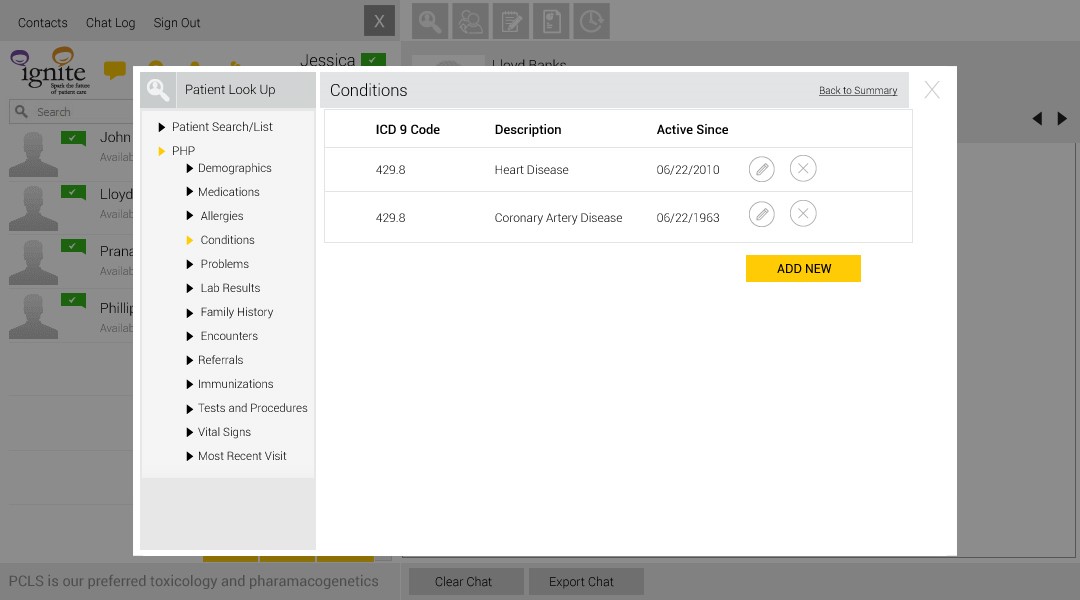 Contacts Chat Log Sign Out X
ignite
Spark the future
of patient care
Jessica
Lloyd Banks
Search
John
Availab
Lloyd
Availab
Prana
Availab
Phillip
Availab
Patient Look Up
Patient Search/List
PHP
Demographics
Medications
Allergies
Conditions
Problems
Lab Results
Family History
Encounters
Referrals
Immunizations
Tests and Procedures
Vital Signs
Most Recent Visit
Conditions Back to Summary
ICD 9 Code Description Active Since
429.8 Heart Disease 06/22/2010
429.8 Coronary Artery Disease 06/22/1963
ADD NEW
PCLS is our preferred toxicology and pharamacogenetics
Clear Chat Export Chat